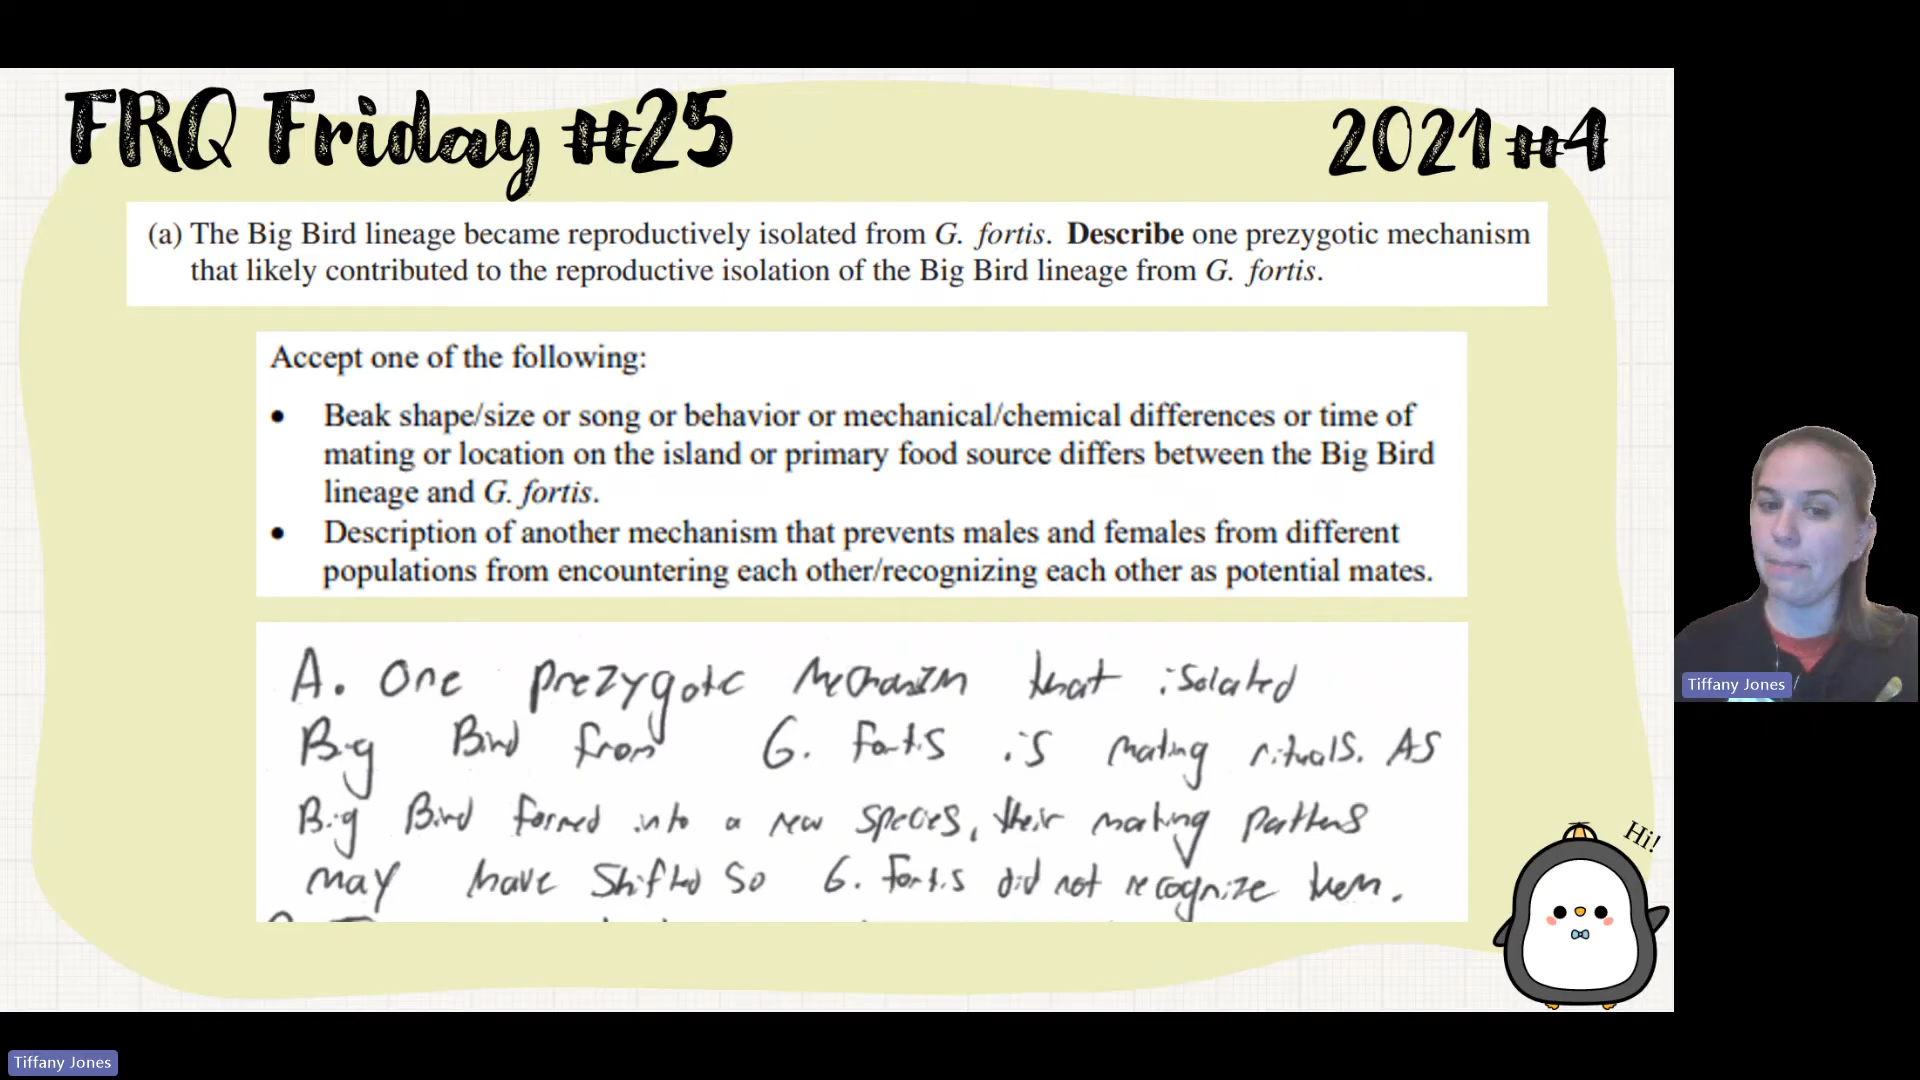 FRQ Friday #25
2021 #4
(a) The Big Bird lineage became reproductively isolated from G. fortis. Describe one prezygotic mechanism
that likely contributed to the reproductive isolation of the Big Bird lineage from G. fortis.
Accept one of the following:
• Beak shape/size or song or behavior or mechanical/chemical differences or time of
mating or location on the island or primary food source differs between the Big Bird
lineage and G. fortis.
• Description of another mechanism that prevents males and females from different
populations from encountering each other/recognizing each other as potential mates.
A. One prezygotic mechanism that isolated
Big Bird from G. Fortis is mating rituals. As
Big Bird formed into a new species, their mating patterns
may have shifted so G. Fortis did not recognize them.
Hi!
Tiffany Jones
Tiffany Jones